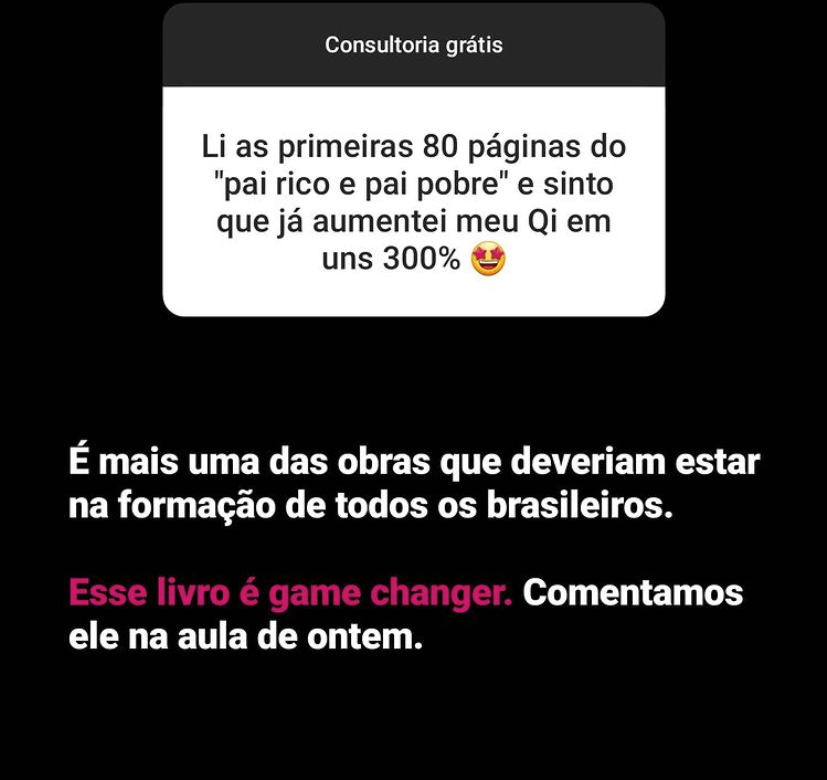 Consultoria grátis
Li as primeiras 80 páginas do
"pai rico e pai pobre" e sinto
que já aumentei meu Qi em
uns 300% 🤩
É mais uma das obras que deveriam estar
na formação de todos os brasileiros.
Esse livro é game changer. Comentamos
ele na aula de ontem.